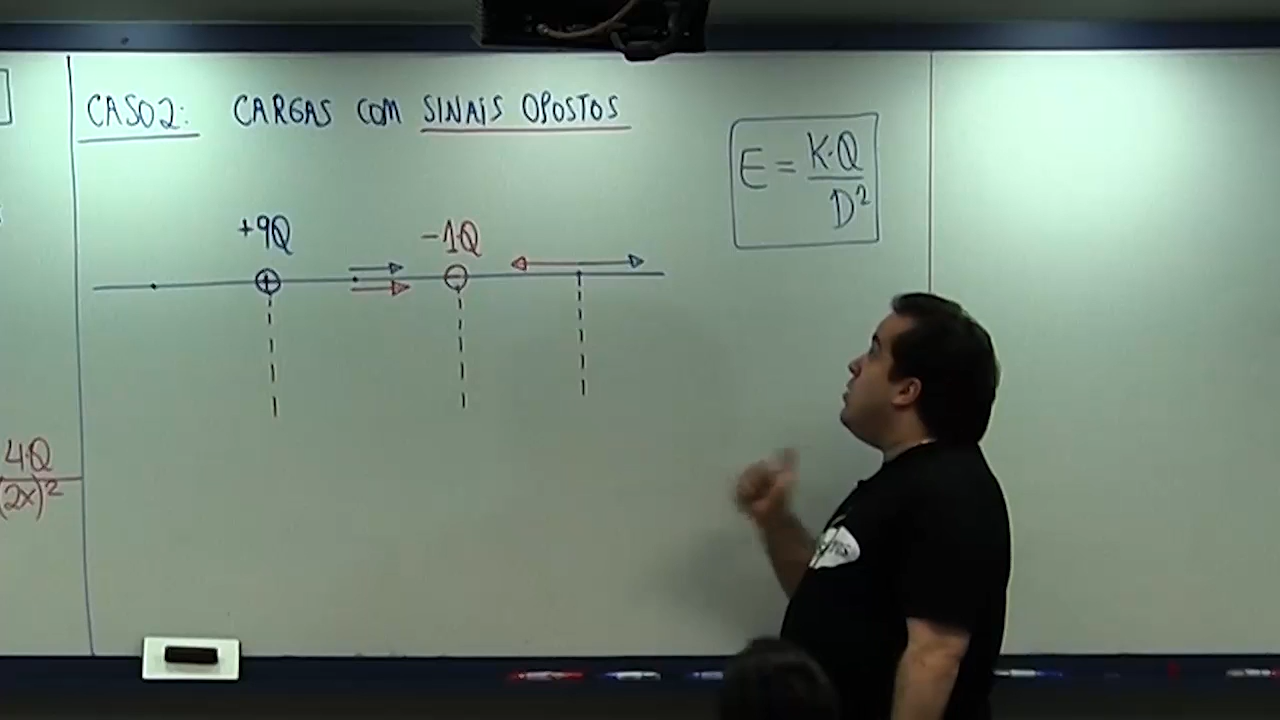 CASO2: CARGAS COM SINAIS OPOSTOS
E = K·Q
D²
+9Q
-1Q
4Q
(2x)²